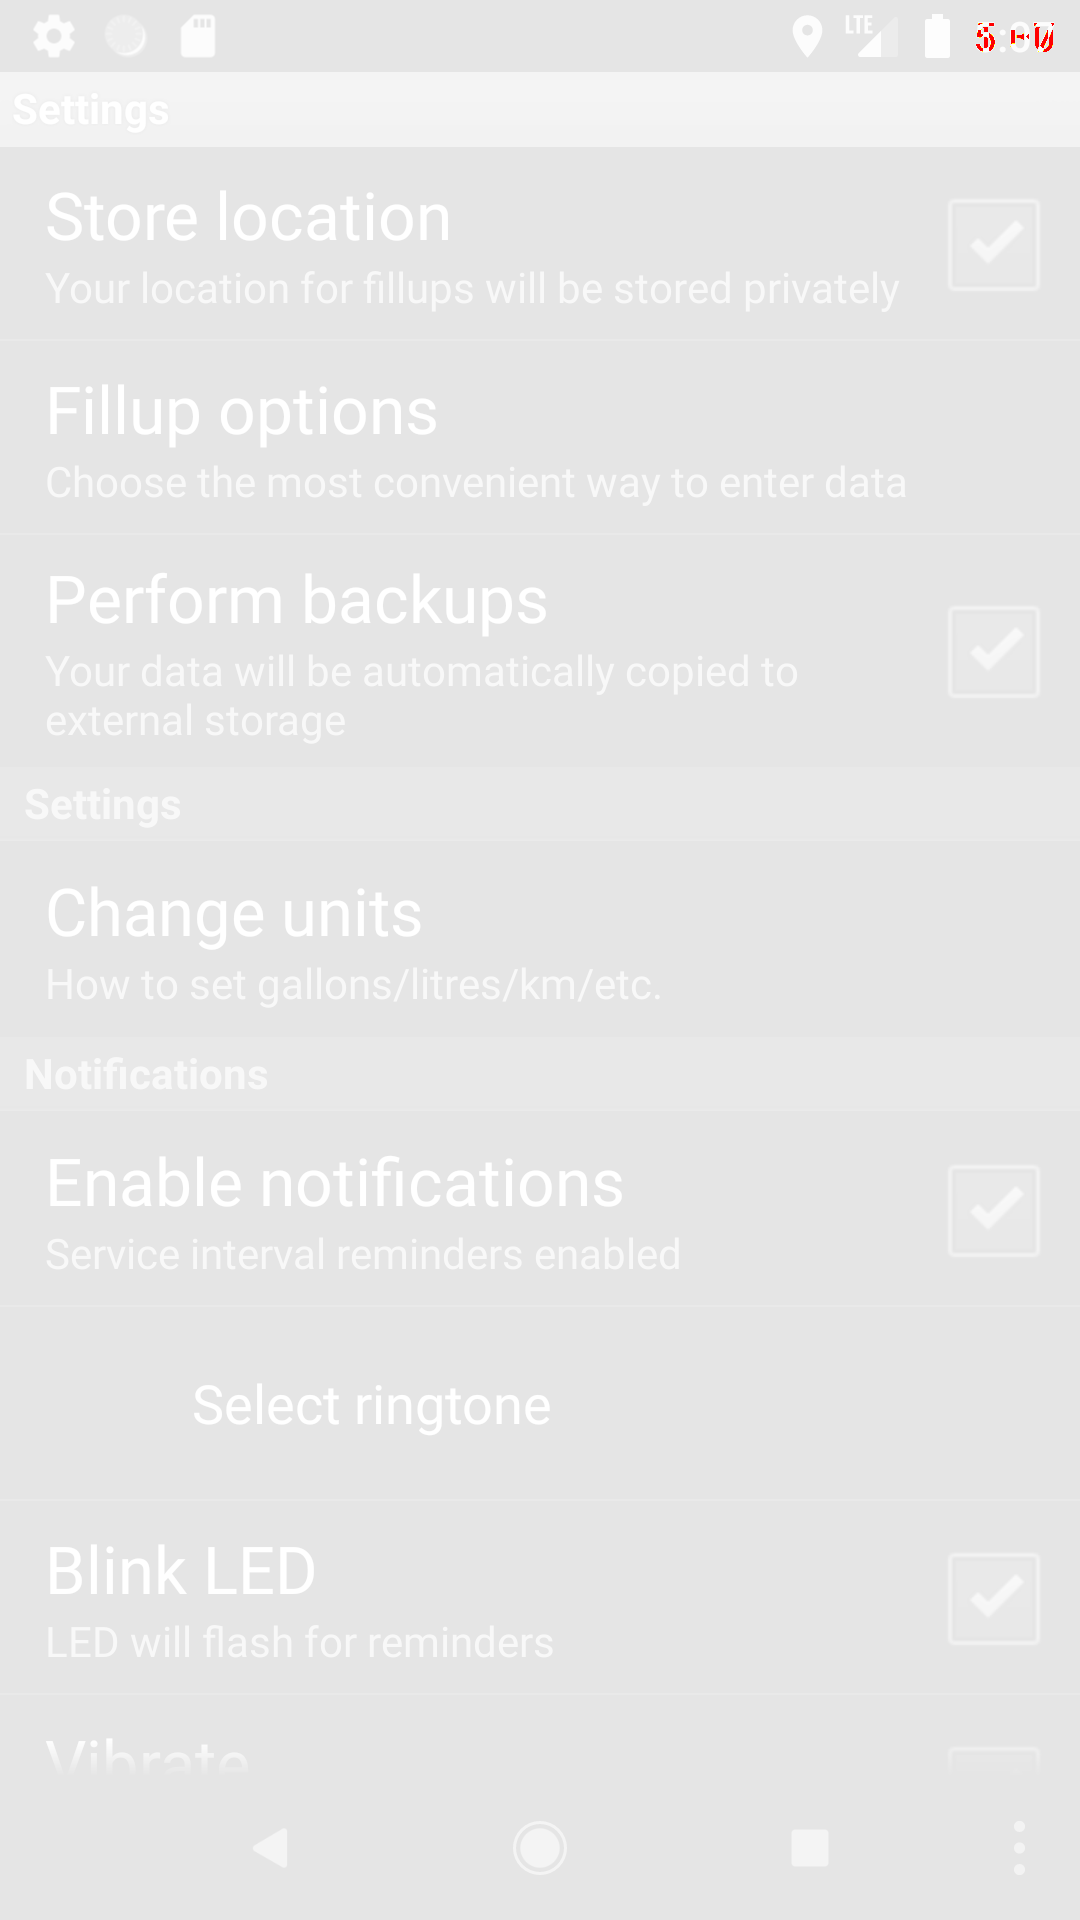 LTE
Settings
Store location
Your location for fillups will be stored privately
Fillup options
Choose the most convenient way to enter data
Perform backups
Your data will be automatically copied to
external storage
Settings
Change units
How to set gallons/litres/km/etc.
Notifications
Enable notifications
Service interval reminders enabled
Select ringtone
Blink LED
LED will flash for reminders
Vibrate